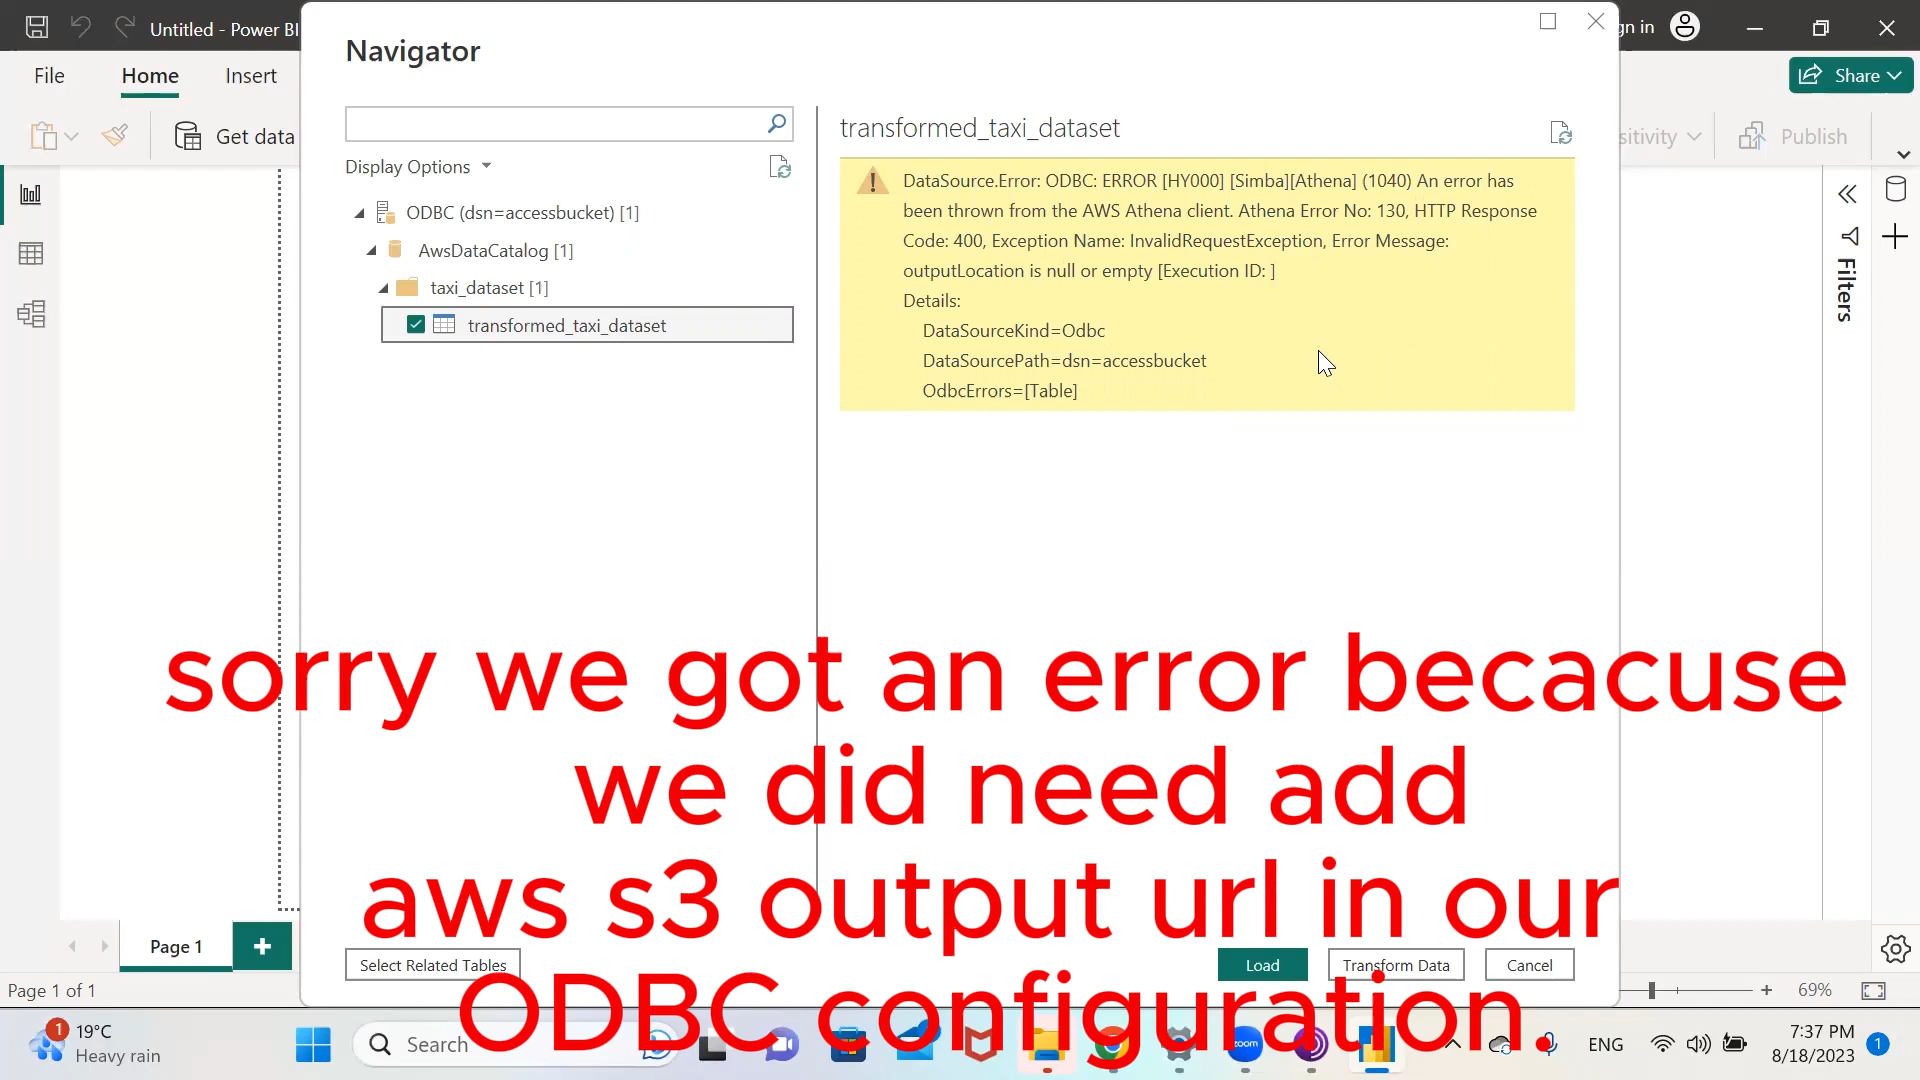 Untitled - Power BI
gn in
Navigator
File
Home
Insert
Share
Get data
sitivity
Publish
Display Options
transformed_taxi_dataset
ODBC (dsn=accessbucket) [1]
AwsDataCatalog [1]
taxi_dataset [1]
transformed_taxi_dataset
DataSource.Error: ODBC: ERROR [HY000] [Simba][Athena] (1040) An error has
been thrown from the AWS Athena client. Athena Error No: 130, HTTP Response
Code: 400, Exception Name: InvalidRequestException, Error Message:
outputLocation is null or empty [Execution ID: ]
Details:
DataSourceKind=Odbc
DataSourcePath=dsn=accessbucket
OdbcErrors=[Table]
Filters
sorry we got an error becacuse
we did need add
aws s3 output url in our
ODBC configuration.
Page 1
Select Related Tables
Load
Transform Data
Cancel
Page 1 of 1
69%
1
19°C
Heavy rain
Search
zoom
ENG
7:37 PM
8/18/2023
1